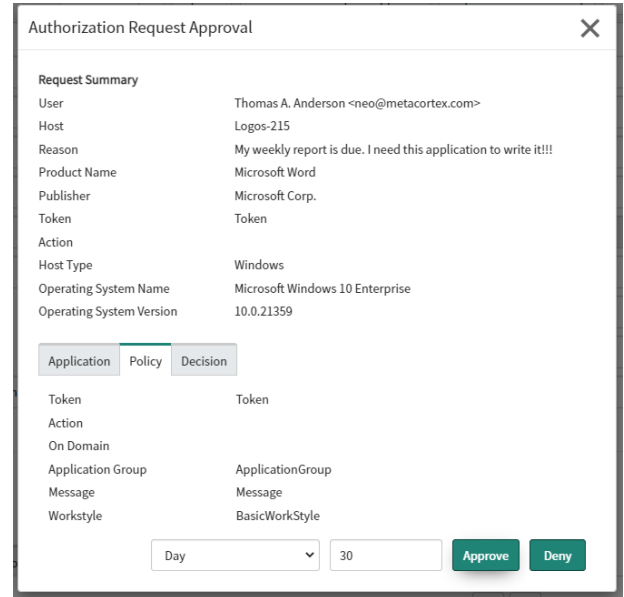 Authorization Request Approval
Request Summary
User Thomas A. Anderson <neo@metacortex.com>
Host Logos-215
Reason My weekly report is due. I need this application to write it!!!
Product Name Microsoft Word
Publisher Microsoft Corp.
Token Token
Action
Host Type Windows
Operating System Name Microsoft Windows 10 Enterprise
Operating System Version 10.0.21359
Application Policy Decision
Token Token
Action
On Domain
Application Group ApplicationGroup
Message Message
Workstyle BasicWorkStyle
Day 30 Approve Deny